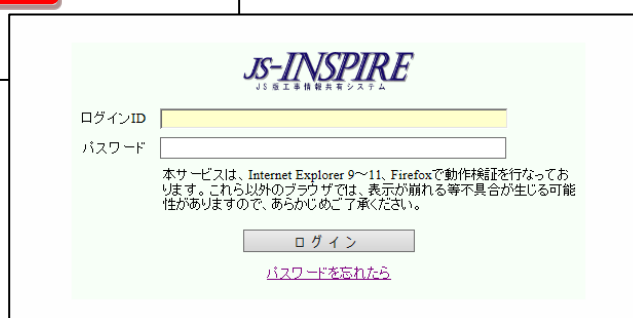 JS-INSPIRE
JS版工事情報共有システム
ログインID
パスワード
本サービスは、Internet Explorer 9～11、Firefoxで動作検証を行なってお
ります。これら以外のブラウザでは、表示が崩れる等不具合が生じる可能
性がありますので、あらかじめご了承ください。
ログイン
パスワードを忘れたら